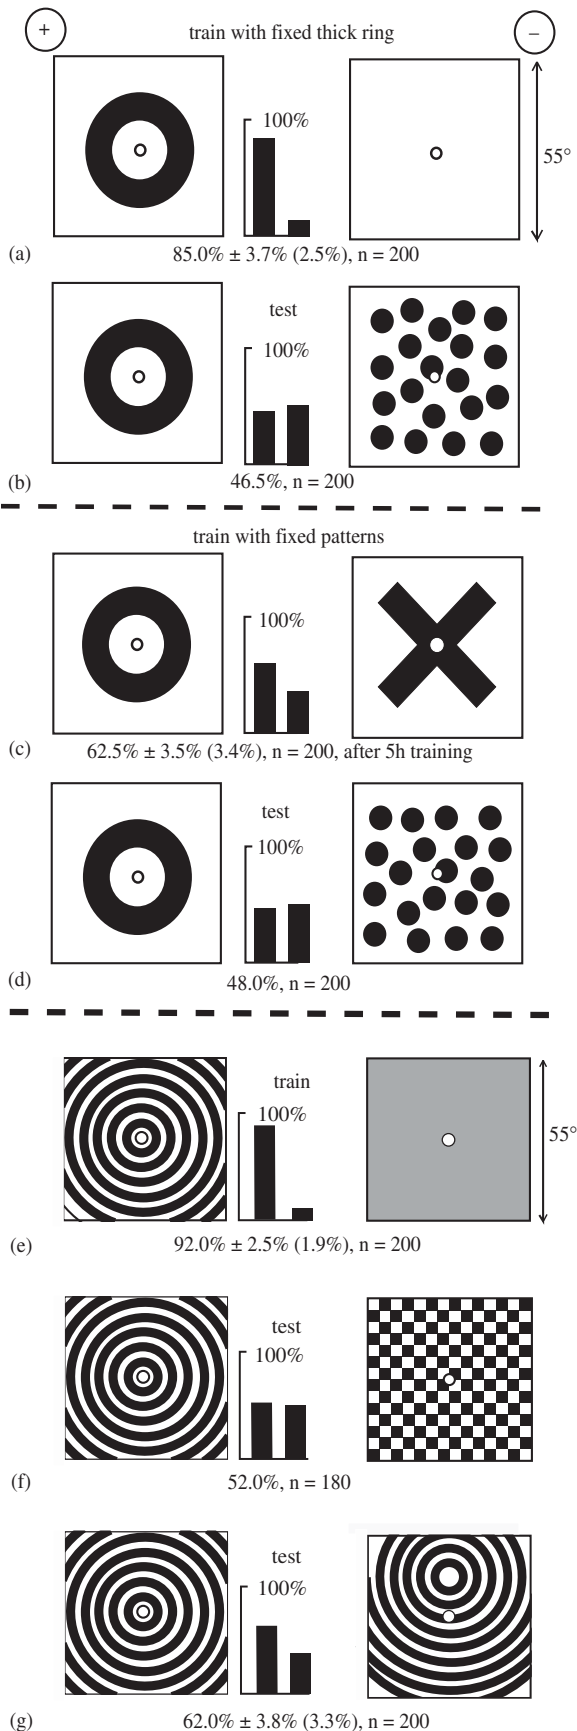 + train with fixed thick ring –
100%
55°
(a) 85.0% ± 3.7% (2.5%), n = 200
test
100%
(b) 46.5%, n = 200
train with fixed patterns
100%
(c) 62.5% ± 3.5% (3.4%), n = 200, after 5h training
test
100%
(d) 48.0%, n = 200
train
100%
55°
(e) 92.0% ± 2.5% (1.9%), n = 200
test
100%
(f) 52.0%, n = 180
test
100%
(g) 62.0% ± 3.8% (3.3%), n = 200